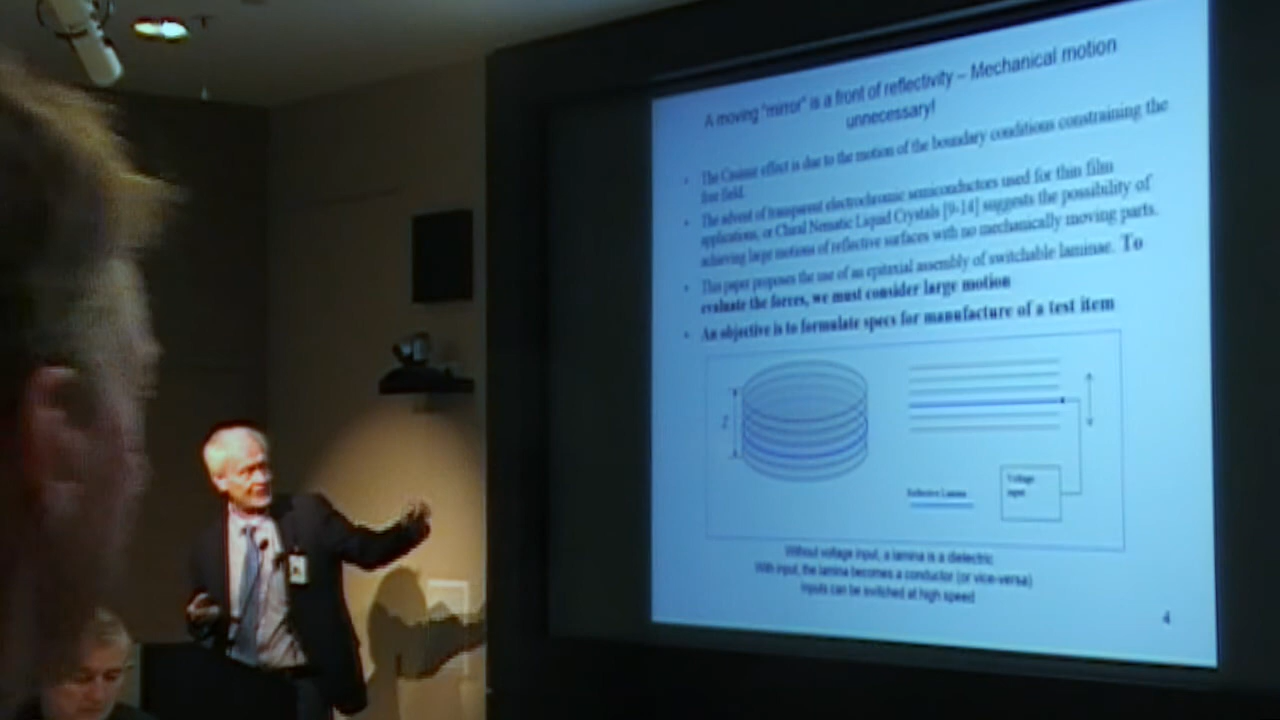 A moving "mirror" is a front of reflectivity – Mechanical motion
unnecessary!
• The Casimir effect is due to the motion of the boundary conditions constraining the
free field.
• The advent of transparent electrochromic semiconductors used for thin film
applications, or Chiral Nematic Liquid Crystals [9-14] suggests the possibility of
achieving large motions of reflective surfaces with no mechanically moving parts.
• This paper proposes the use of an epitaxial assembly of switchable laminae. To
evaluate the forces, we must consider large motion
• An objective is to formulate specs for manufacture of a test item
Voltage
input
Reflective Lamina
Without voltage input, a lamina is a dielectric
With input, the lamina becomes a conductor (or vice-versa)
Inputs can be switched at high speed
4